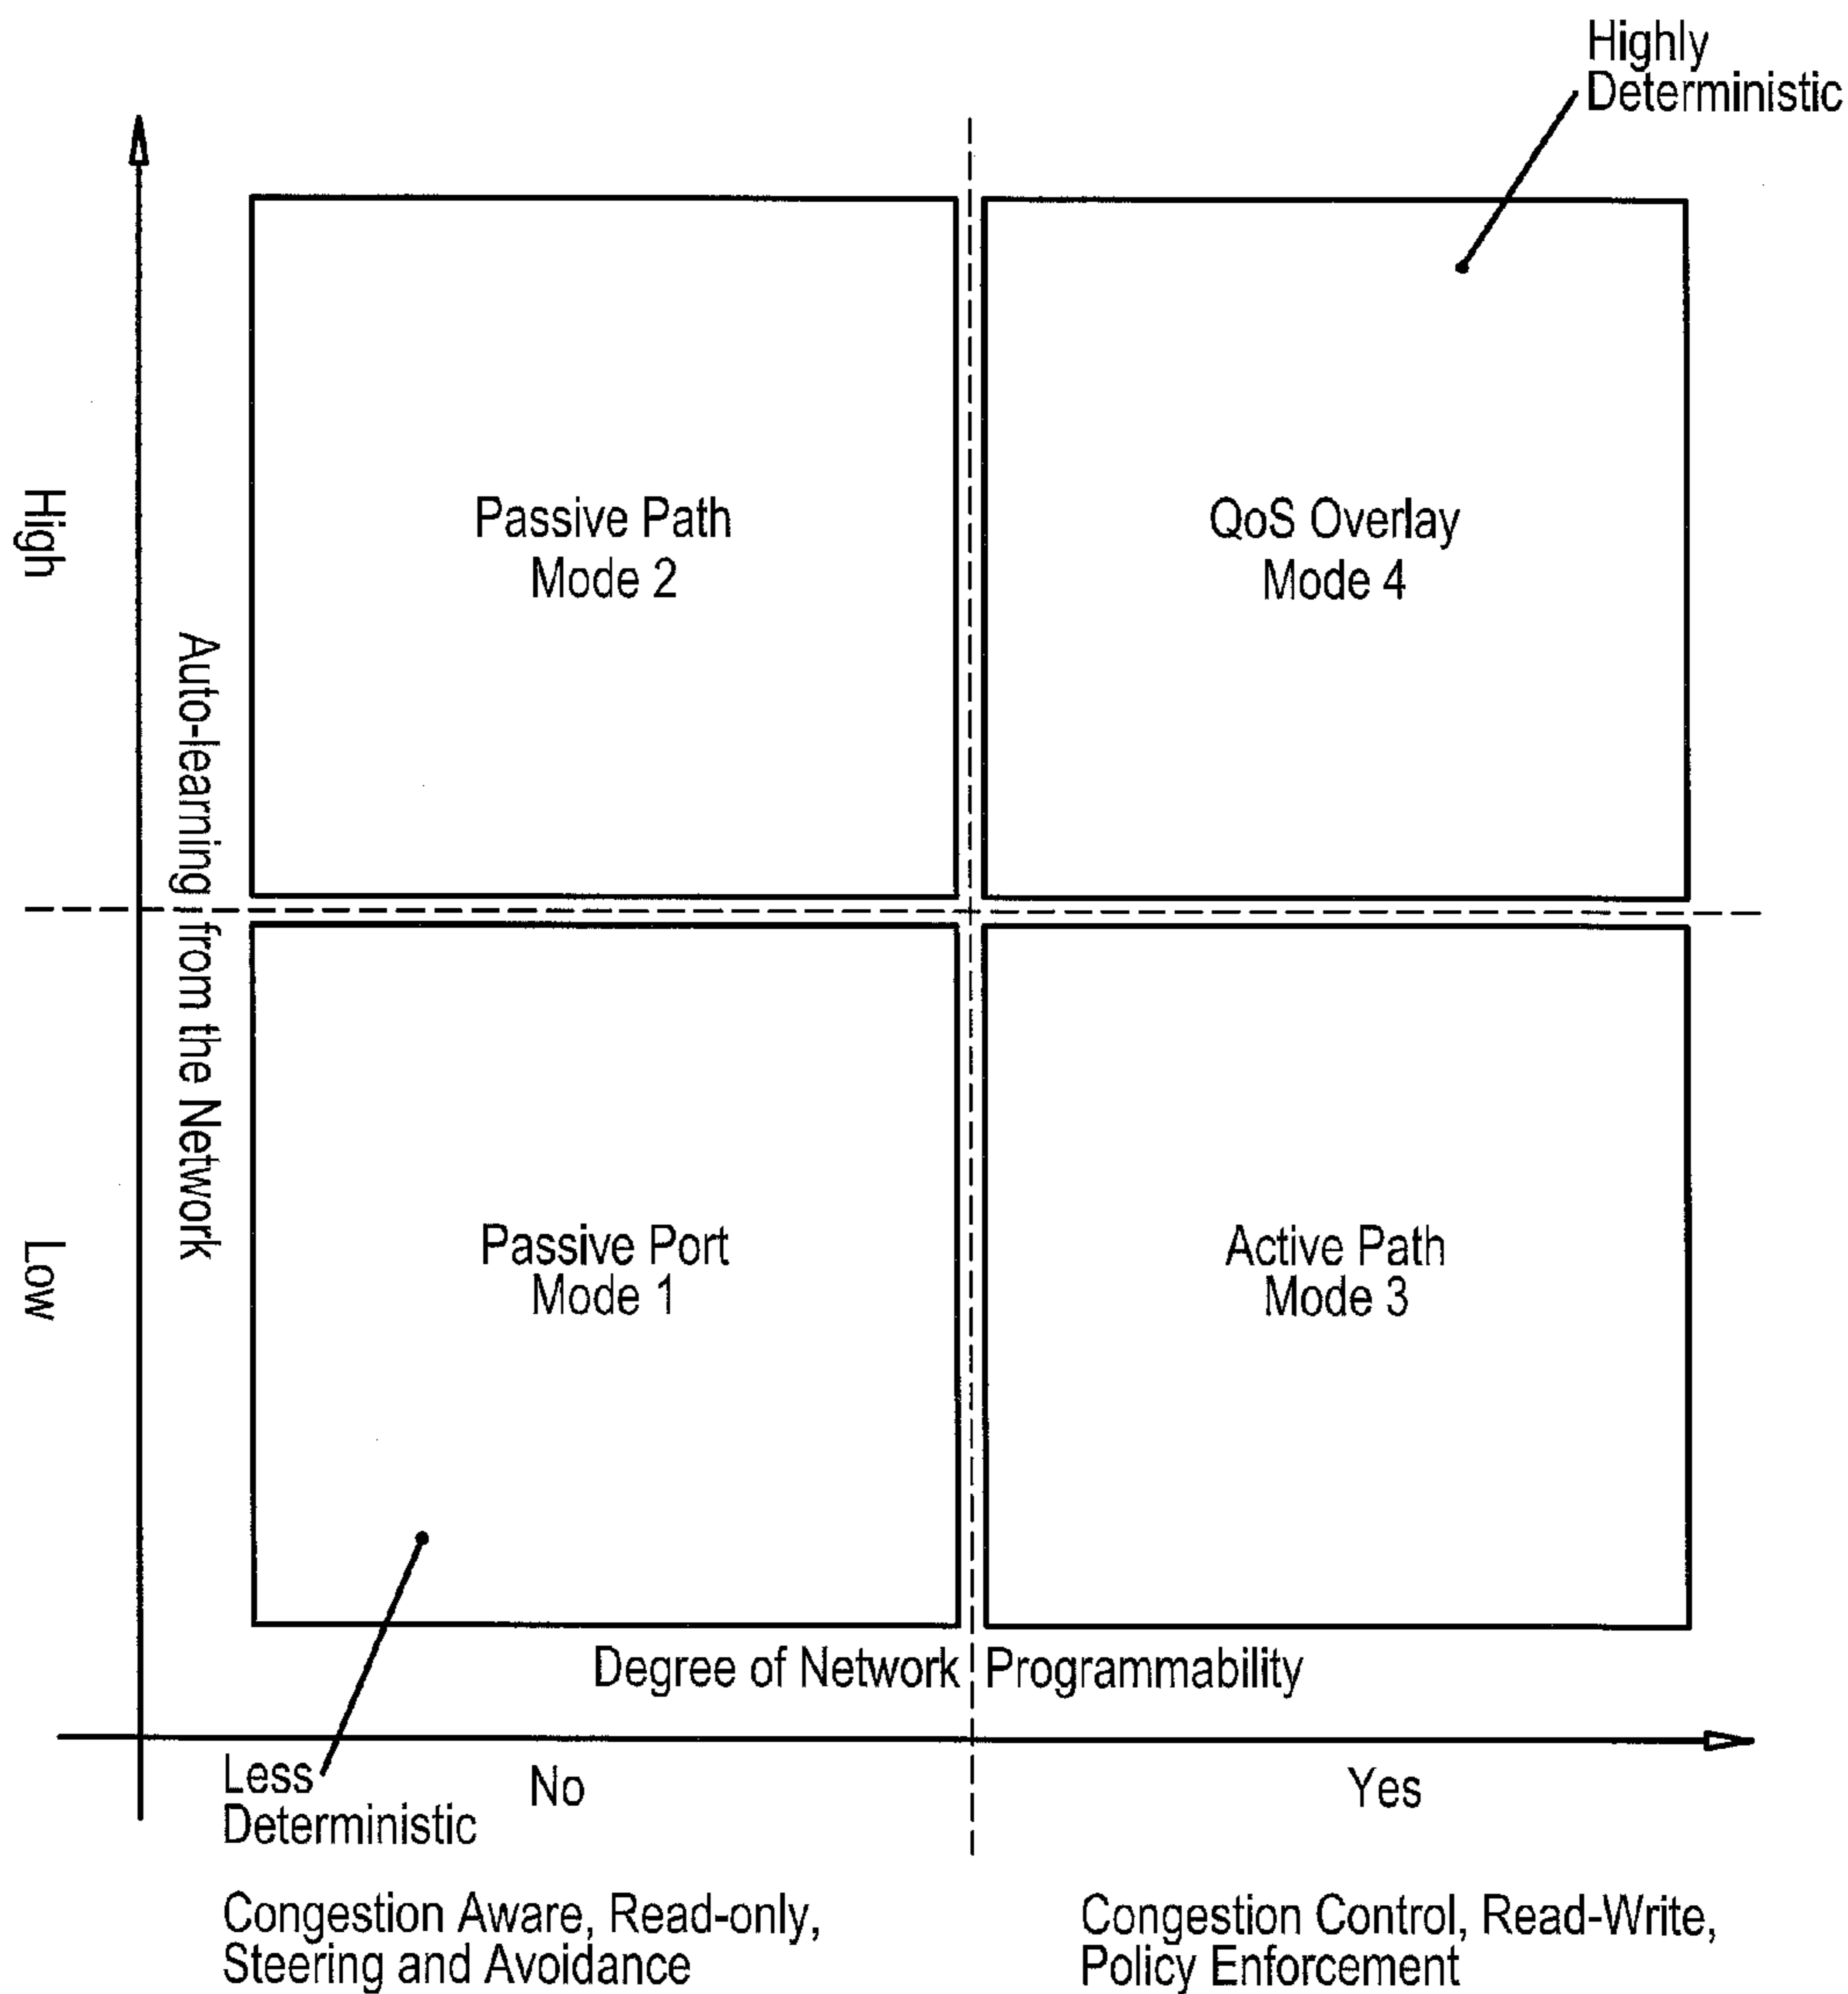 Highly
Deterministic
High
Passive Path
Mode 2
QoS Overlay
Mode 4
Auto-learning from the Network
Low
Passive Port
Mode 1
Active Path
Mode 3
Degree of Network Programmability
Less
Deterministic
No
Yes
Congestion Aware, Read-only,
Steering and Avoidance
Congestion Control, Read-Write,
Policy Enforcement